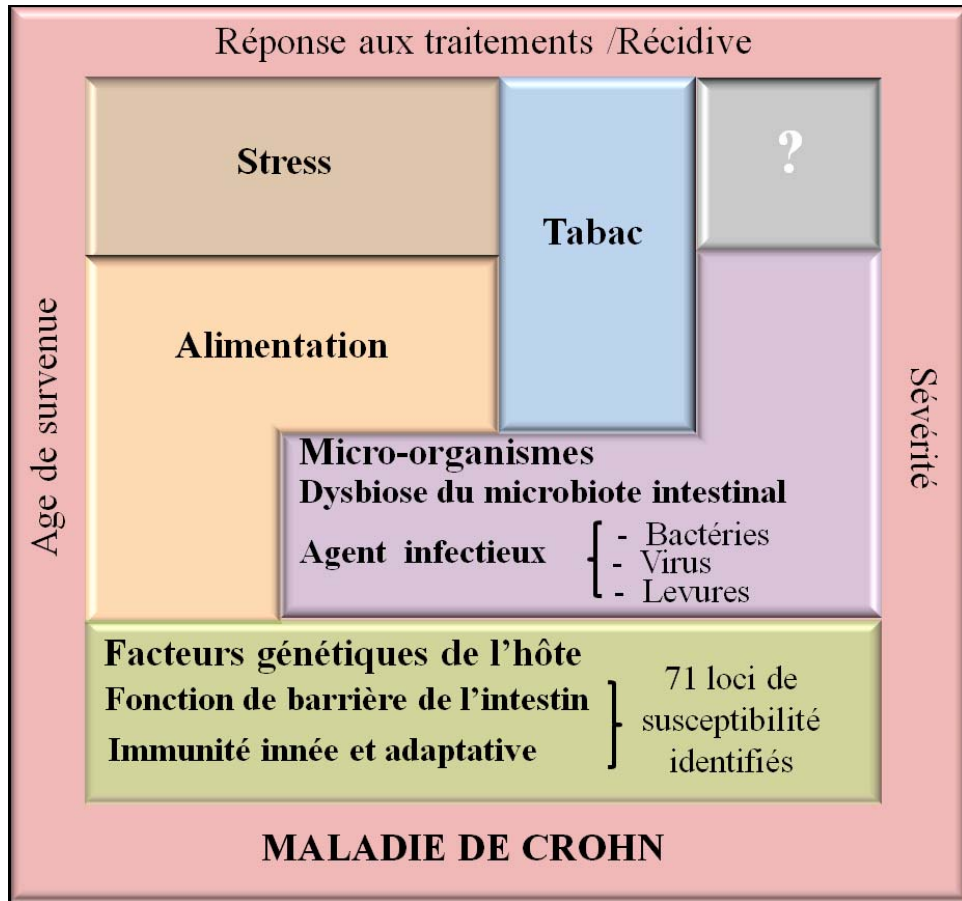 Réponse aux traitements /Récidive
Stress
Tabac
?
Alimentation
Age de survenue
Sévérité
Micro-organismes
Dysbiose du microbiote intestinal
Agent infectieux
- Bactéries
- Virus
- Levures
Facteurs génétiques de l'hôte
Fonction de barrière de l'intestin
Immunité innée et adaptative
71 loci de
susceptibilité
identifiés
MALADIE DE CROHN